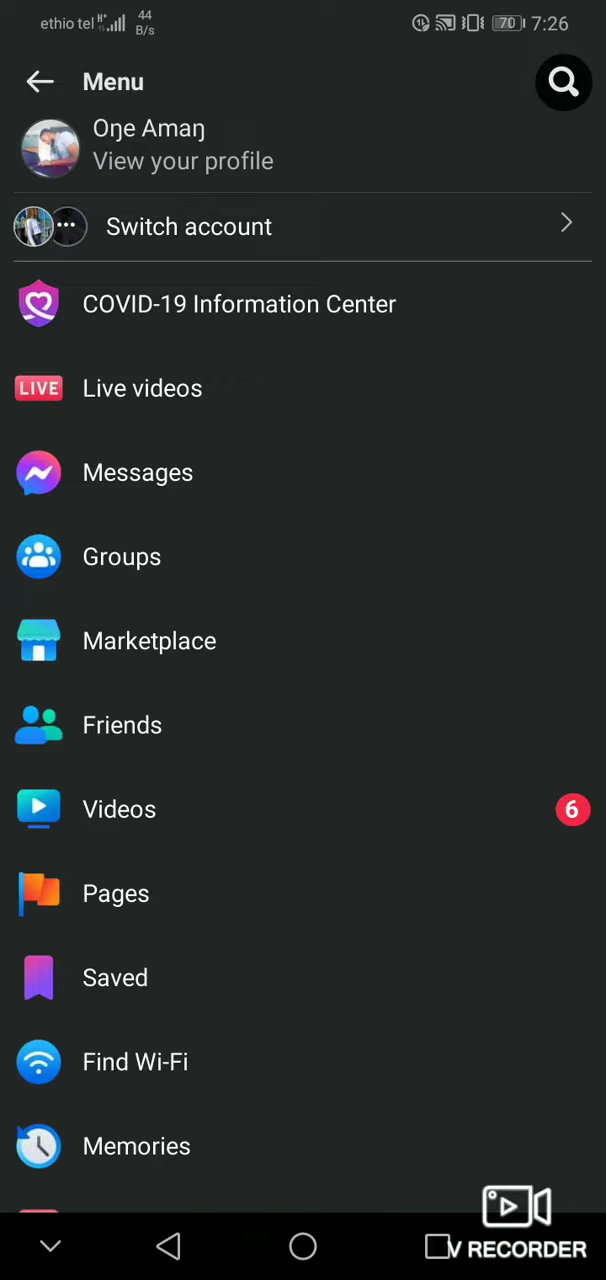 ethio tel H+ 44 B/s 70 7:26
Menu
Oŋe Amaŋ
View your profile
Switch account
COVID-19 Information Center
LIVE Live videos
Messages
Groups
Marketplace
Friends
Videos 6
Pages
Saved
Find Wi-Fi
Memories
V RECORDER